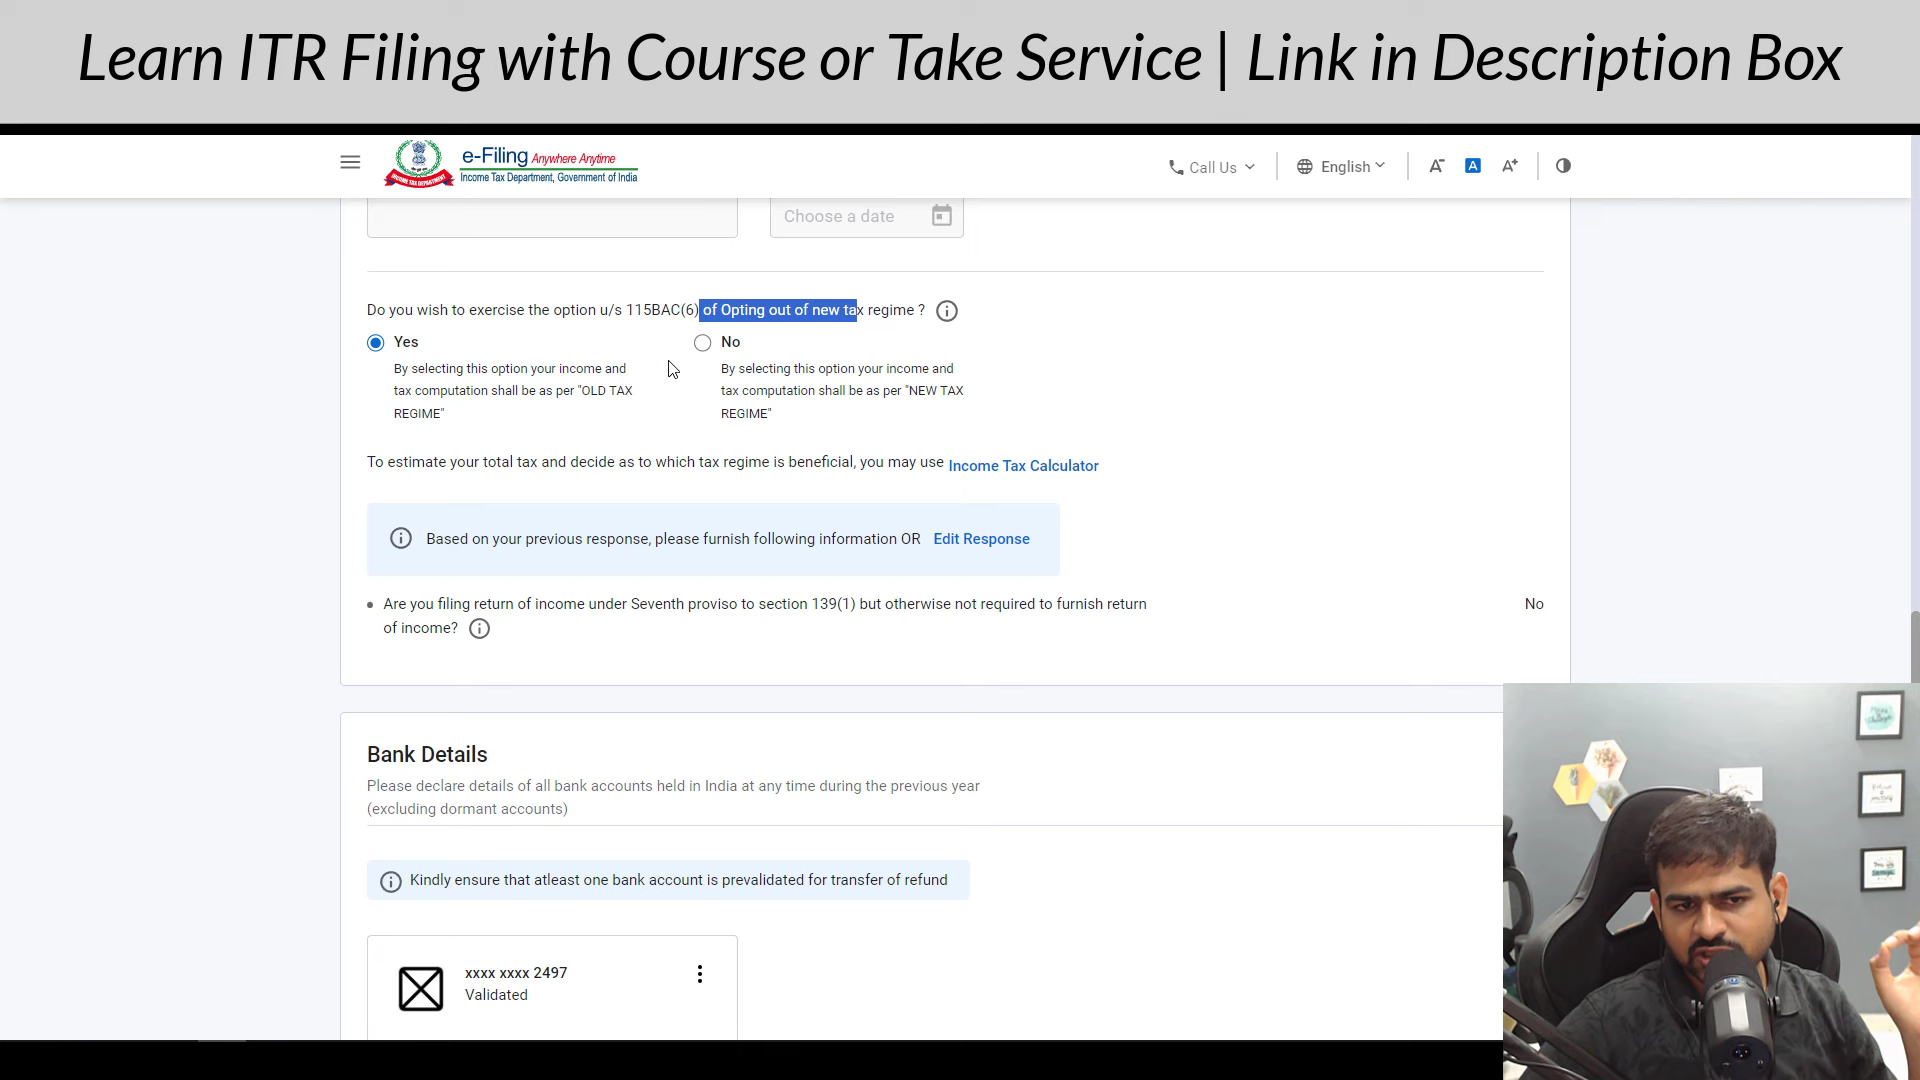 Learn ITR Filing with Course or Take Service | Link in Description Box
e-Filing Anywhere Anytime
Income Tax Department, Government of India
Call Us
English
A-
A
A+
Choose a date
Do you wish to exercise the option u/s 115BAC(6) of Opting out of new tax regime ?
Yes
No
By selecting this option your income and
tax computation shall be as per "OLD TAX
REGIME"
By selecting this option your income and
tax computation shall be as per "NEW TAX
REGIME"
To estimate your total tax and decide as to which tax regime is beneficial, you may use Income Tax Calculator
Based on your previous response, please furnish following information OR Edit Response
Are you filing return of income under Seventh proviso to section 139(1) but otherwise not required to furnish return
of income?
No
Bank Details
Please declare details of all bank accounts held in India at any time during the previous year
(excluding dormant accounts)
Kindly ensure that atleast one bank account is prevalidated for transfer of refund
xxxx xxxx 2497
Validated